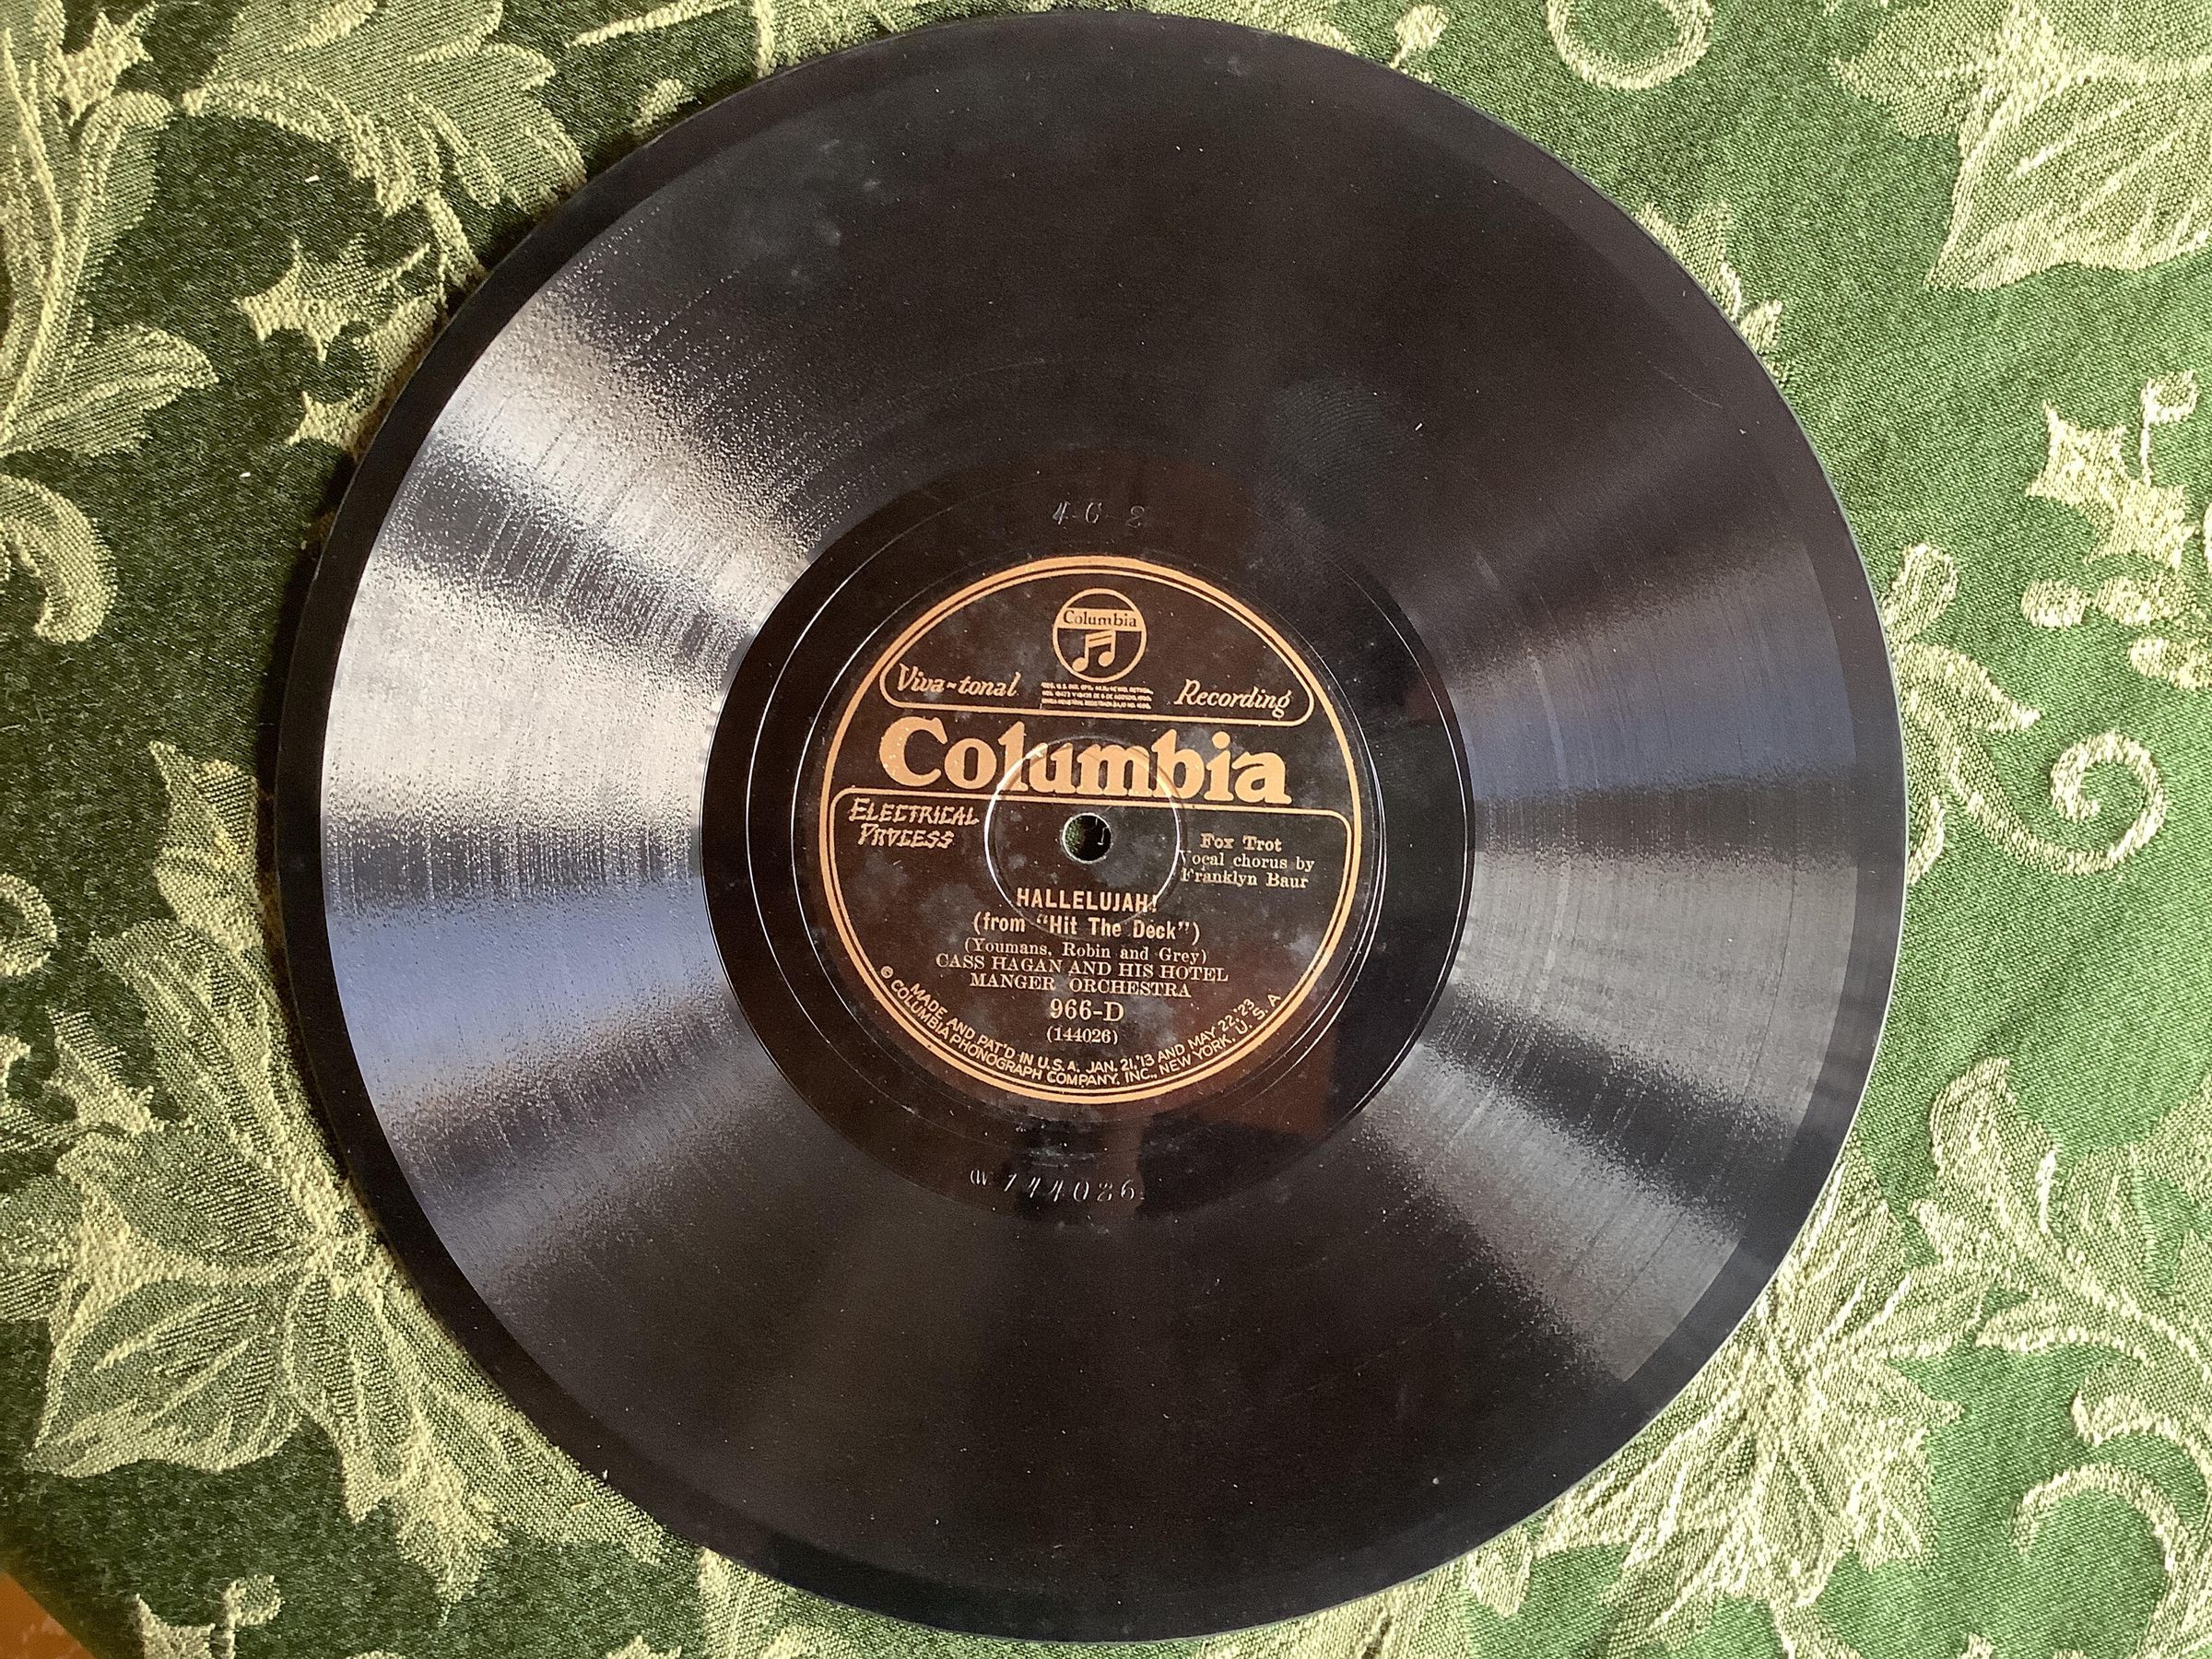 4-C-2
Columbia
Viva-tonal Recording
Columbia
ELECTRICAL
PROCESS
Fox Trot
Vocal chorus by
Franklyn Baur
HALLELUJAH!
(from "Hit The Deck")
(Youmans, Robin and Grey)
CASS HAGAN AND HIS HOTEL
MANGER ORCHESTRA
966-D
(144026)
MADE AND PAT'D IN U.S.A. JAN. 21,'13 AND MAY 22,'23
© COLUMBIA PHONOGRAPH COMPANY, INC., NEW YORK, U.S.A
W 144026